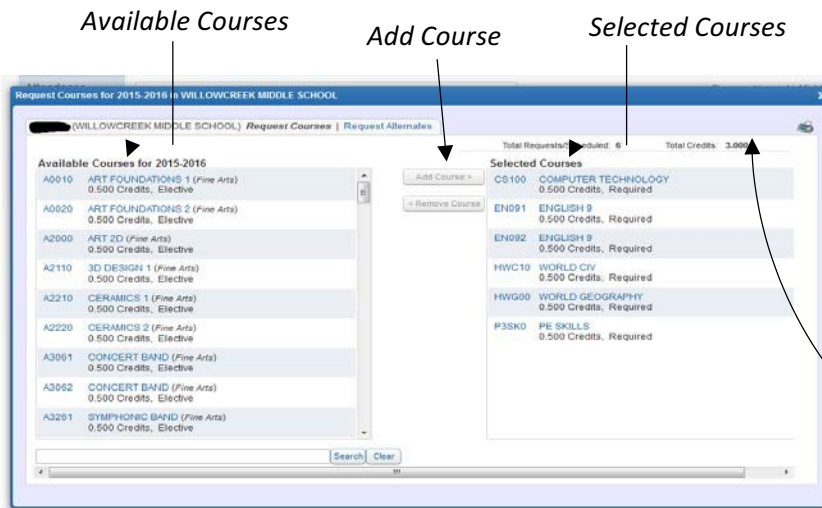 Available Courses
Add Course
Selected Courses
Request Courses for 2015-2016 in WILLOWCREEK MIDDLE SCHOOL
(WILLOWCREEK MIDDLE SCHOOL) Request Courses | Request Alternates
Total Requests/Scheduled: 6 Total Credits: 3.000
Available Courses for 2015-2016
A0010 ART FOUNDATIONS 1 (Fine Arts)
0.500 Credits, Elective
A0020 ART FOUNDATIONS 2 (Fine Arts)
0.500 Credits, Elective
A2000 ART 2D (Fine Arts)
0.500 Credits, Elective
A2110 3D DESIGN 1 (Fine Arts)
0.500 Credits, Elective
A2210 CERAMICS 1 (Fine Arts)
0.500 Credits, Elective
A2220 CERAMICS 2 (Fine Arts)
0.500 Credits, Elective
A3061 CONCERT BAND (Fine Arts)
0.500 Credits, Elective
A3062 CONCERT BAND (Fine Arts)
0.500 Credits, Elective
A3261 SYMPHONIC BAND (Fine Arts)
0.500 Credits, Elective
Add Course >
< Remove Course
Selected Courses
CS100 COMPUTER TECHNOLOGY
0.500 Credits, Required
EN091 ENGLISH 9
0.500 Credits, Required
EN092 ENGLISH 9
0.500 Credits, Required
HWC10 WORLD CIV
0.500 Credits, Required
HWG00 WORLD GEOGRAPHY
0.500 Credits, Required
P3SK0 PE SKILLS
0.500 Credits, Required
Search Clear